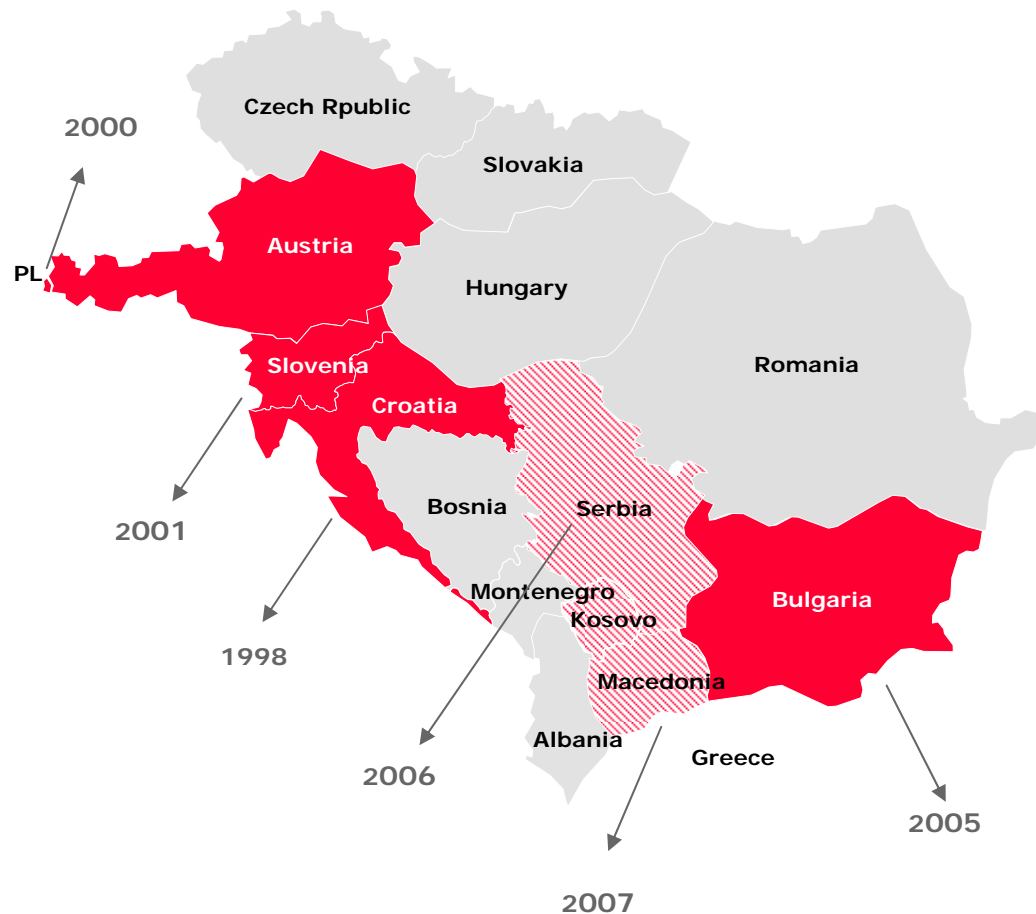 Czech Rpublic
2000
Slovakia
Austria
PL
Hungary
Romania
Slovenia
Croatia
Bosnia
Serbia
2001
Montenegro
Bulgaria
Kosovo
1998
Macedonia
Albania
Greece
2006
2005
2007